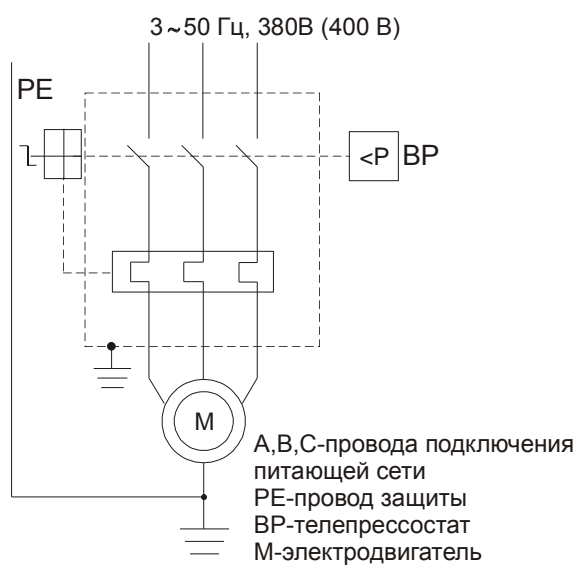 3~50 Гц, 380В (400 В)
PE
<P
BP
M
A,B,C-провода подключения
питающей сети
PE-провод защиты
BP-телепрессостат
M-электродвигатель